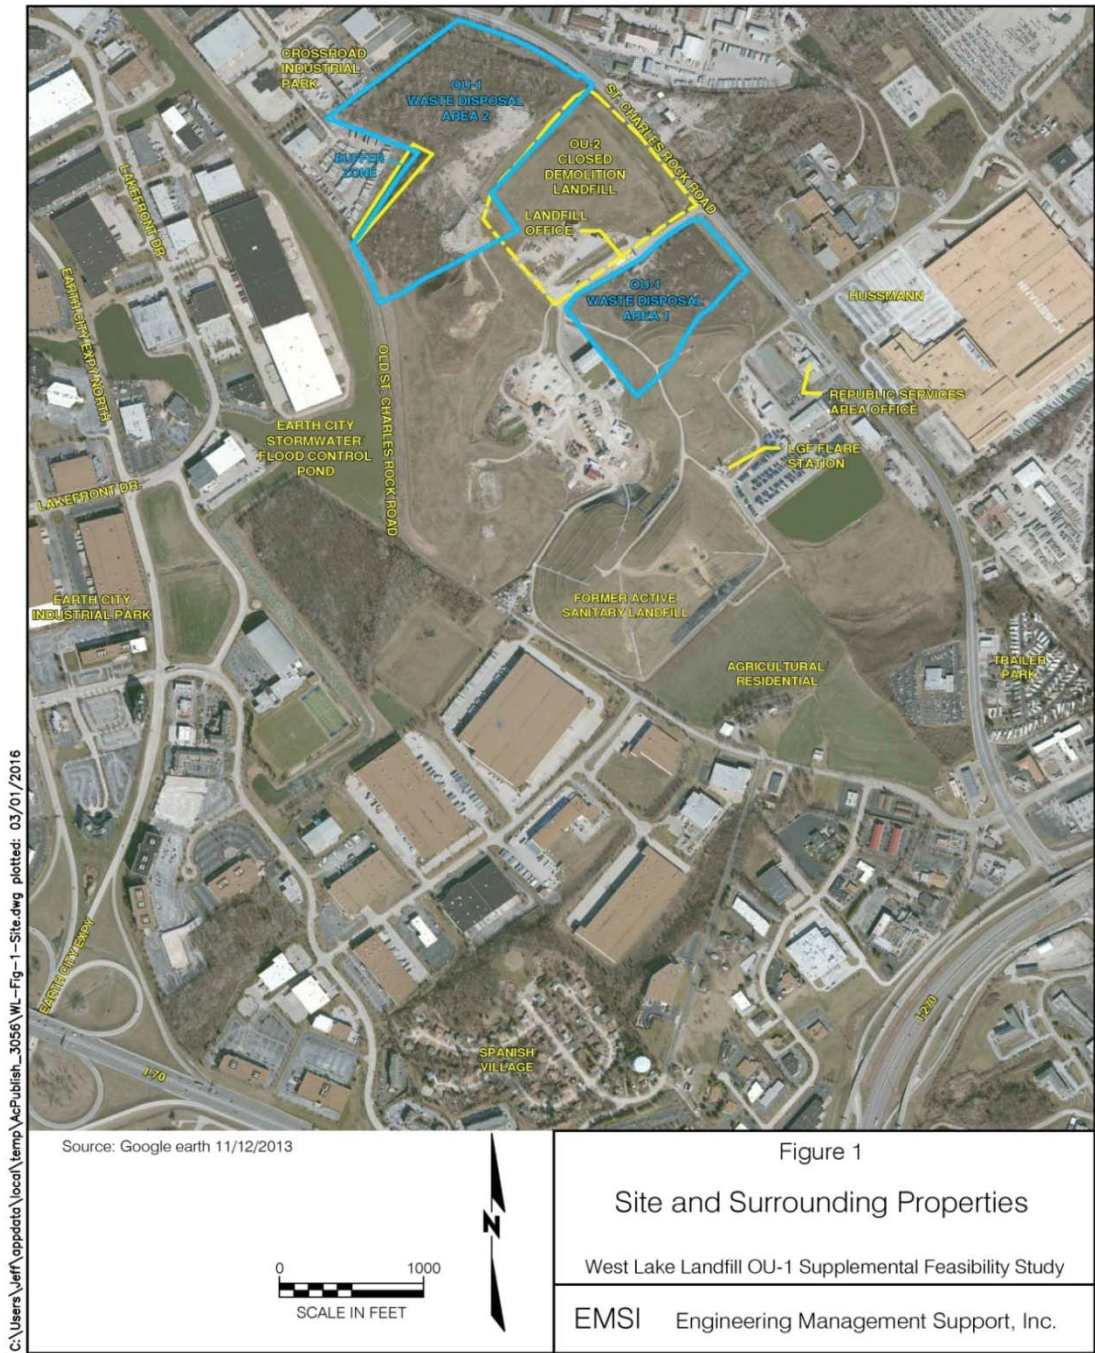 CROSSROAD
INDUSTRIAL
PARK
OU-1
WASTE DISPOSAL
AREA 2
ST. CHARLES ROCK ROAD
OU-2
CLOSED
DEMOLITION
LANDFILL
BUFFER
ZONE
LAKEFRONT DR.
LANDFILL
OFFICE
OU-1
WASTE DISPOSAL
AREA 1
HUSSMANN
EARTH CITY EXPY NORTH
OLD ST. CHARLES ROCK ROAD
REPUBLIC SERVICES
AREA OFFICE
EARTH CITY
STORMWATER/
FLOOD CONTROL
POND
LGF FLARE
STATION
LAKEFRONT DR.
EARTH CITY
INDUSTRIAL PARK
FORMER ACTIVE
SANITARY LANDFILL
AGRICULTURAL/
RESIDENTIAL
TRAILER
PARK
EARTH CITY EXPY
I-270
SPANISH
VILLAGE
I-70
C:\Users\Jeff\appdata\local\temp\AcPublish_3056\WL-Fig-1-Site.dwg plotted: 03/01/2016
Source: Google earth 11/12/2013
N
0 1000
SCALE IN FEET
Figure 1
Site and Surrounding Properties
West Lake Landfill OU-1 Supplemental Feasibility Study
EMSI Engineering Management Support, Inc.